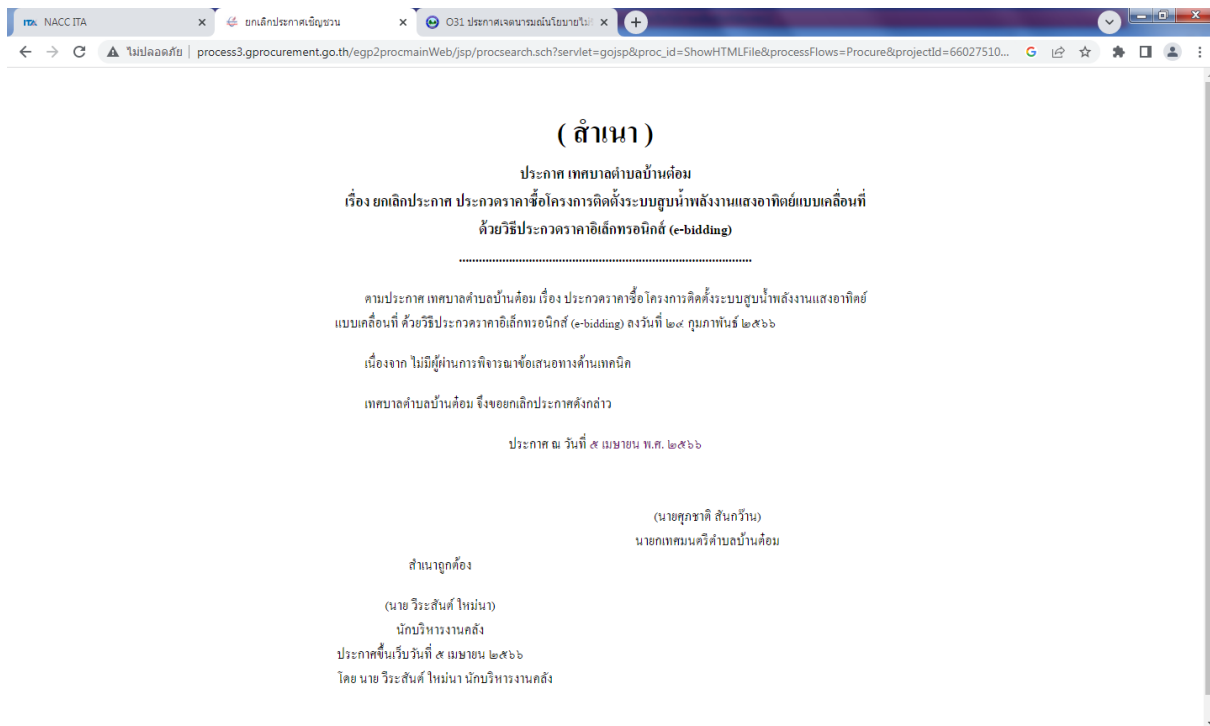 NACC ITA
ยกเลิกประกาศเชิญชวน
O31 ประกาศเจตนารมณ์นโยบายไม่
ไม่ปลอดภัย | process3.gprocurement.go.th/egp2procmainWeb/jsp/procsearch.sch?servlet=gojsp&proc_id=ShowHTMLFile&processFlows=Procure&projectId=66027510...
( สำเนา )
ประกาศ เทศบาลตำบลบ้านต๋อม
เรื่อง ยกเลิกประกาศ ประกวดราคาซื้อโครงการติดตั้งระบบสูบน้ำพลังงานแสงอาทิตย์แบบเคลื่อนที่
ด้วยวิธีประกวดราคาอิเล็กทรอนิกส์ (e-bidding)
........................................................................................
ตามประกาศ เทศบาลตำบลบ้านต๋อม เรื่อง ประกวดราคาซื้อโครงการติดตั้งระบบสูบน้ำพลังงานแสงอาทิตย์
แบบเคลื่อนที่ ด้วยวิธีประกวดราคาอิเล็กทรอนิกส์ (e-bidding) ลงวันที่ ๒๙ กุมภาพันธ์ ๒๕๖๖
เนื่องจาก ไม่มีผู้ผ่านการพิจารณาข้อเสนอทางด้านเทคนิค
เทศบาลตำบลบ้านต๋อม จึงขอยกเลิกประกาศดังกล่าว
ประกาศ ณ วันที่ ๕ เมษายน พ.ศ. ๒๕๖๖
(นายศุภชาติ สันกว๊าน)
นายกเทศมนตรีตำบลบ้านต๋อม
สำเนาถูกต้อง
(นาย วีระสันต์ ใหม่นา)
นักบริหารงานคลัง
ประกาศขึ้นเว็บวันที่ ๕ เมษายน ๒๕๖๖
โดย นาย วีระสันต์ ใหม่นา นักบริหารงานคลัง